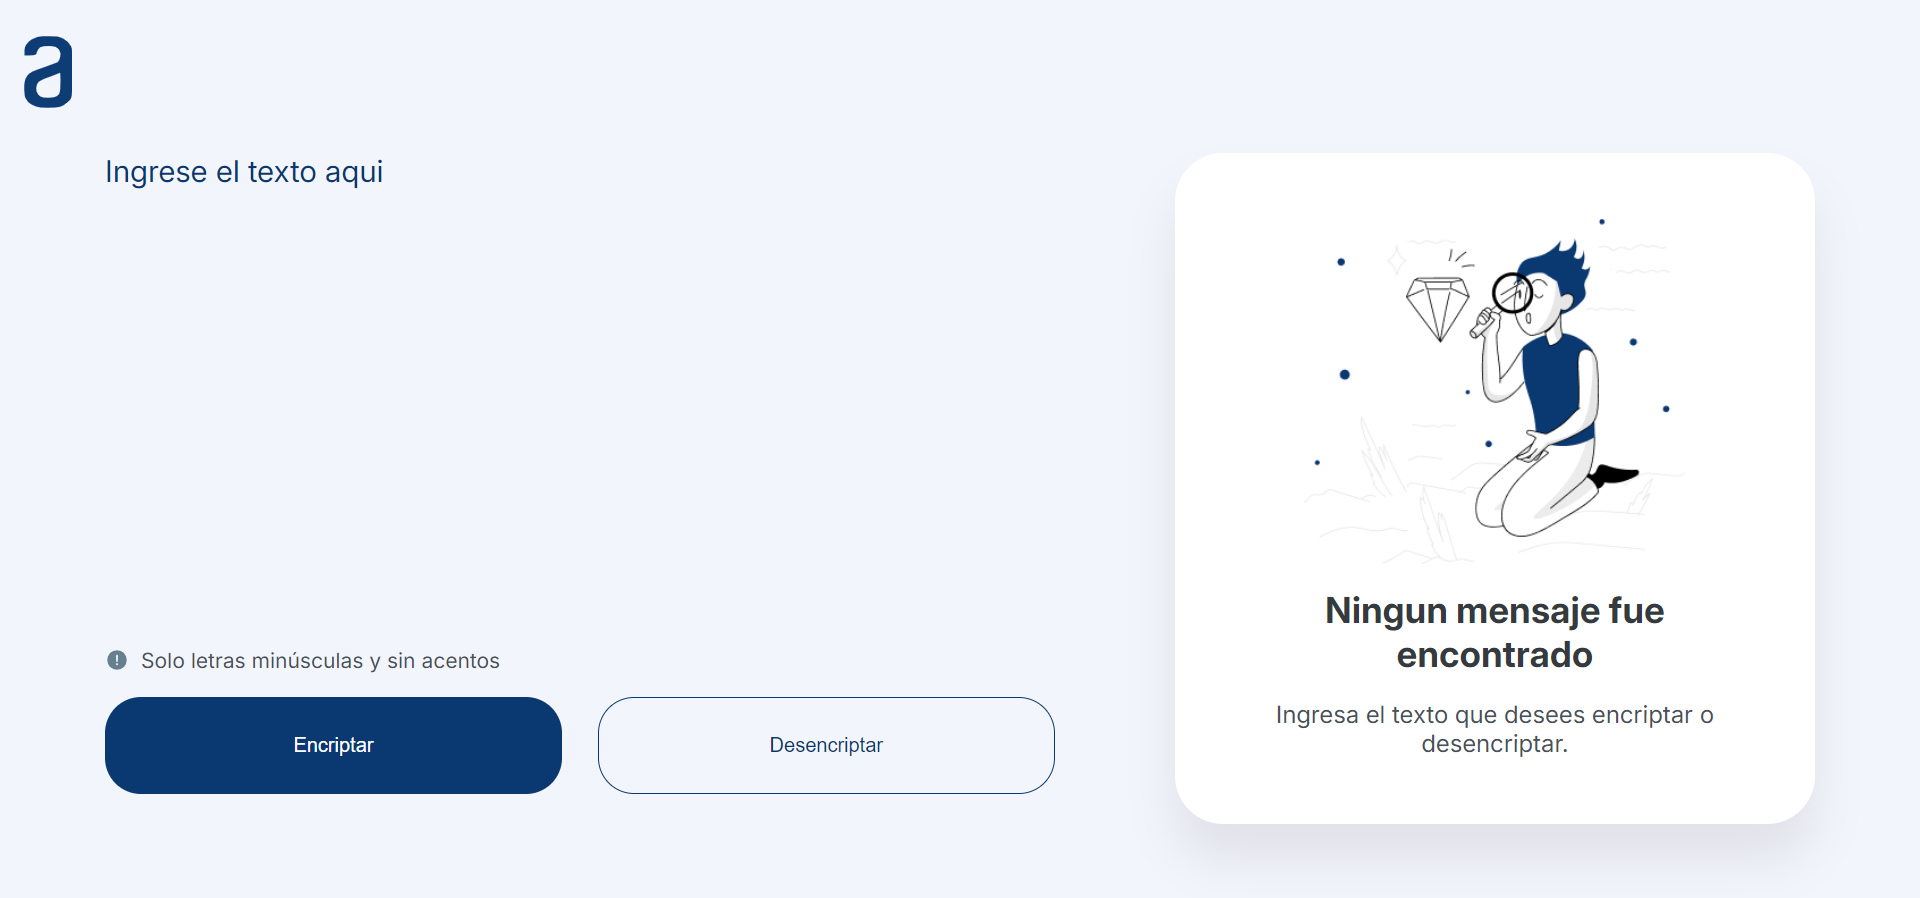 a
Ingrese el texto aqui
Solo letras minúsculas y sin acentos
Encriptar
Desencriptar
Ningun mensaje fue
encontrado
Ingresa el texto que desees encriptar o
desencriptar.